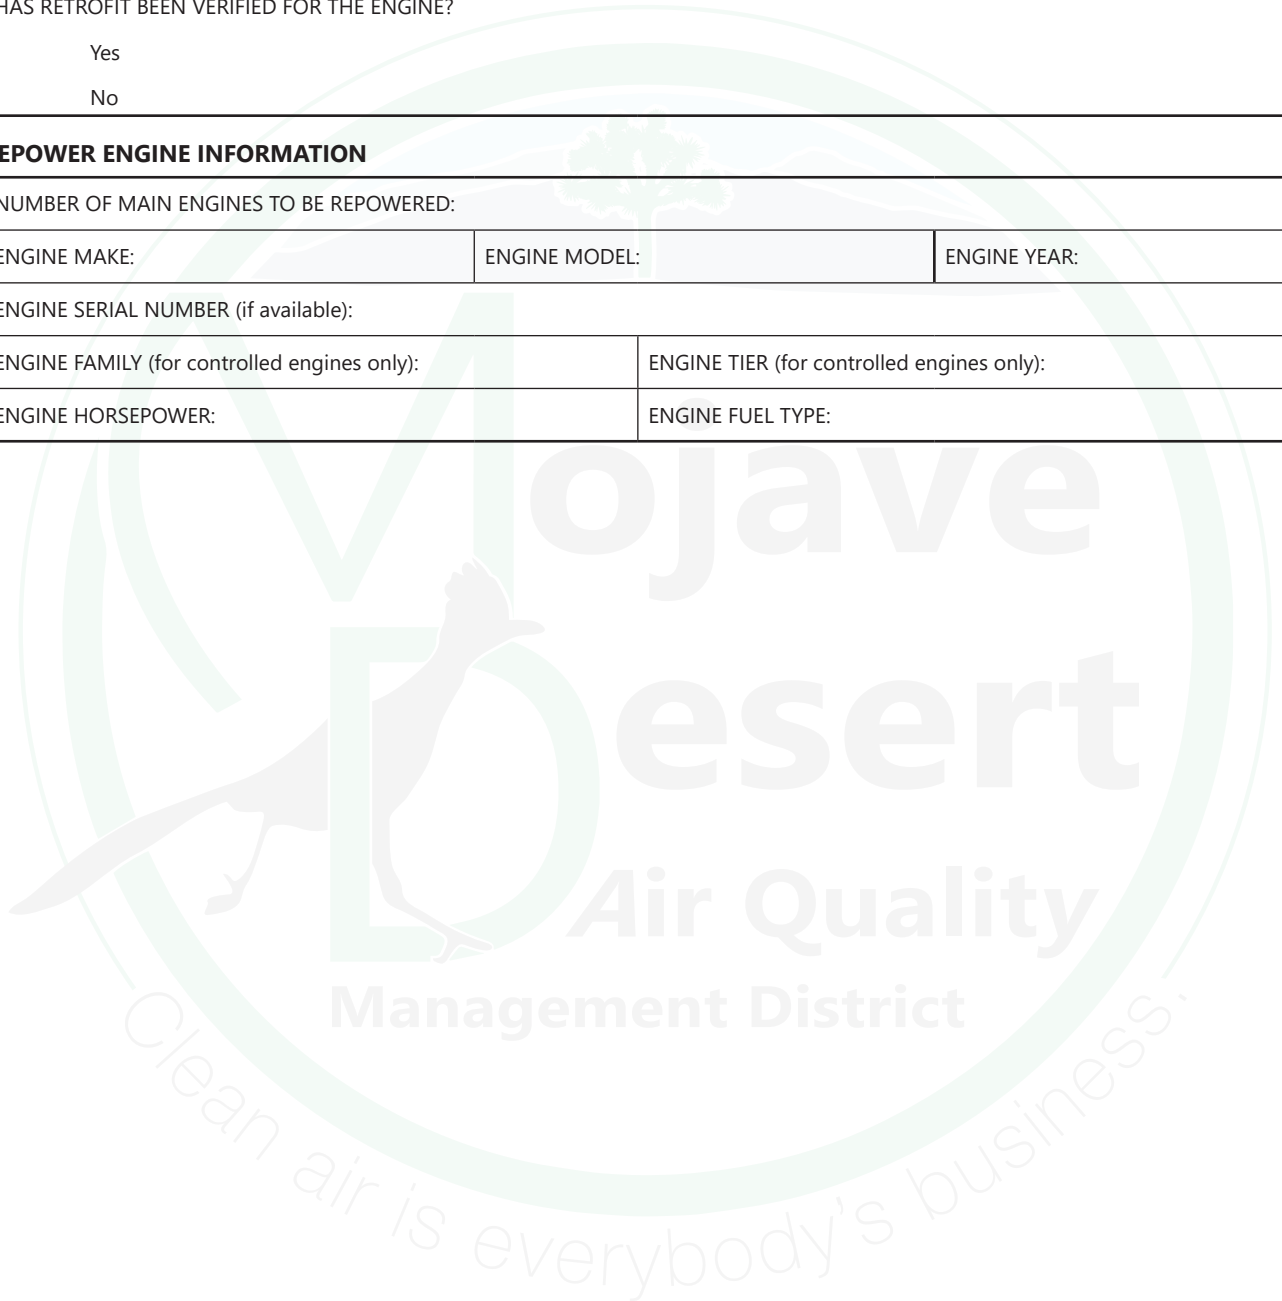 HAS RETROFIT BEEN VERIFIED FOR THE ENGINE?
Yes
No
EPOWER ENGINE INFORMATION
NUMBER OF MAIN ENGINES TO BE REPOWERED:
ENGINE MAKE: ENGINE MODEL: ENGINE YEAR:
ENGINE SERIAL NUMBER (if available):
ENGINE FAMILY (for controlled engines only): ENGINE TIER (for controlled engines only):
ENGINE HORSEPOWER: ENGINE FUEL TYPE:
Mojave
Desert
Air Quality
Management District
Clean air is everybody's business.